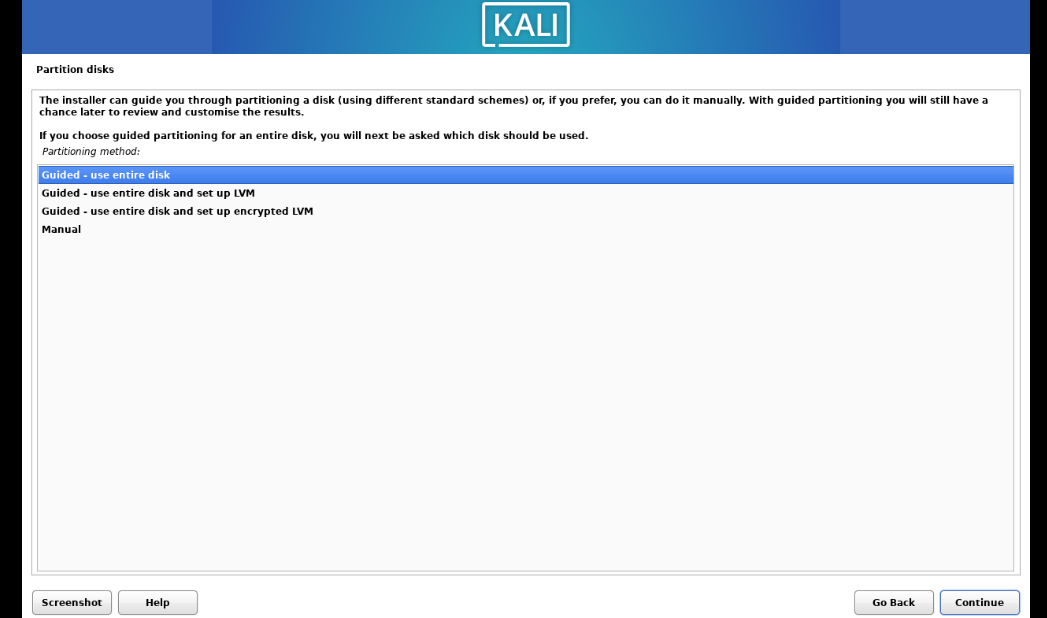 KALI
Partition disks
The installer can guide you through partitioning a disk (using different standard schemes) or, if you prefer, you can do it manually. With guided partitioning you will still have a
chance later to review and customise the results.
If you choose guided partitioning for an entire disk, you will next be asked which disk should be used.
Partitioning method:
Guided - use entire disk
Guided - use entire disk and set up LVM
Guided - use entire disk and set up encrypted LVM
Manual
Screenshot Help Go Back Continue